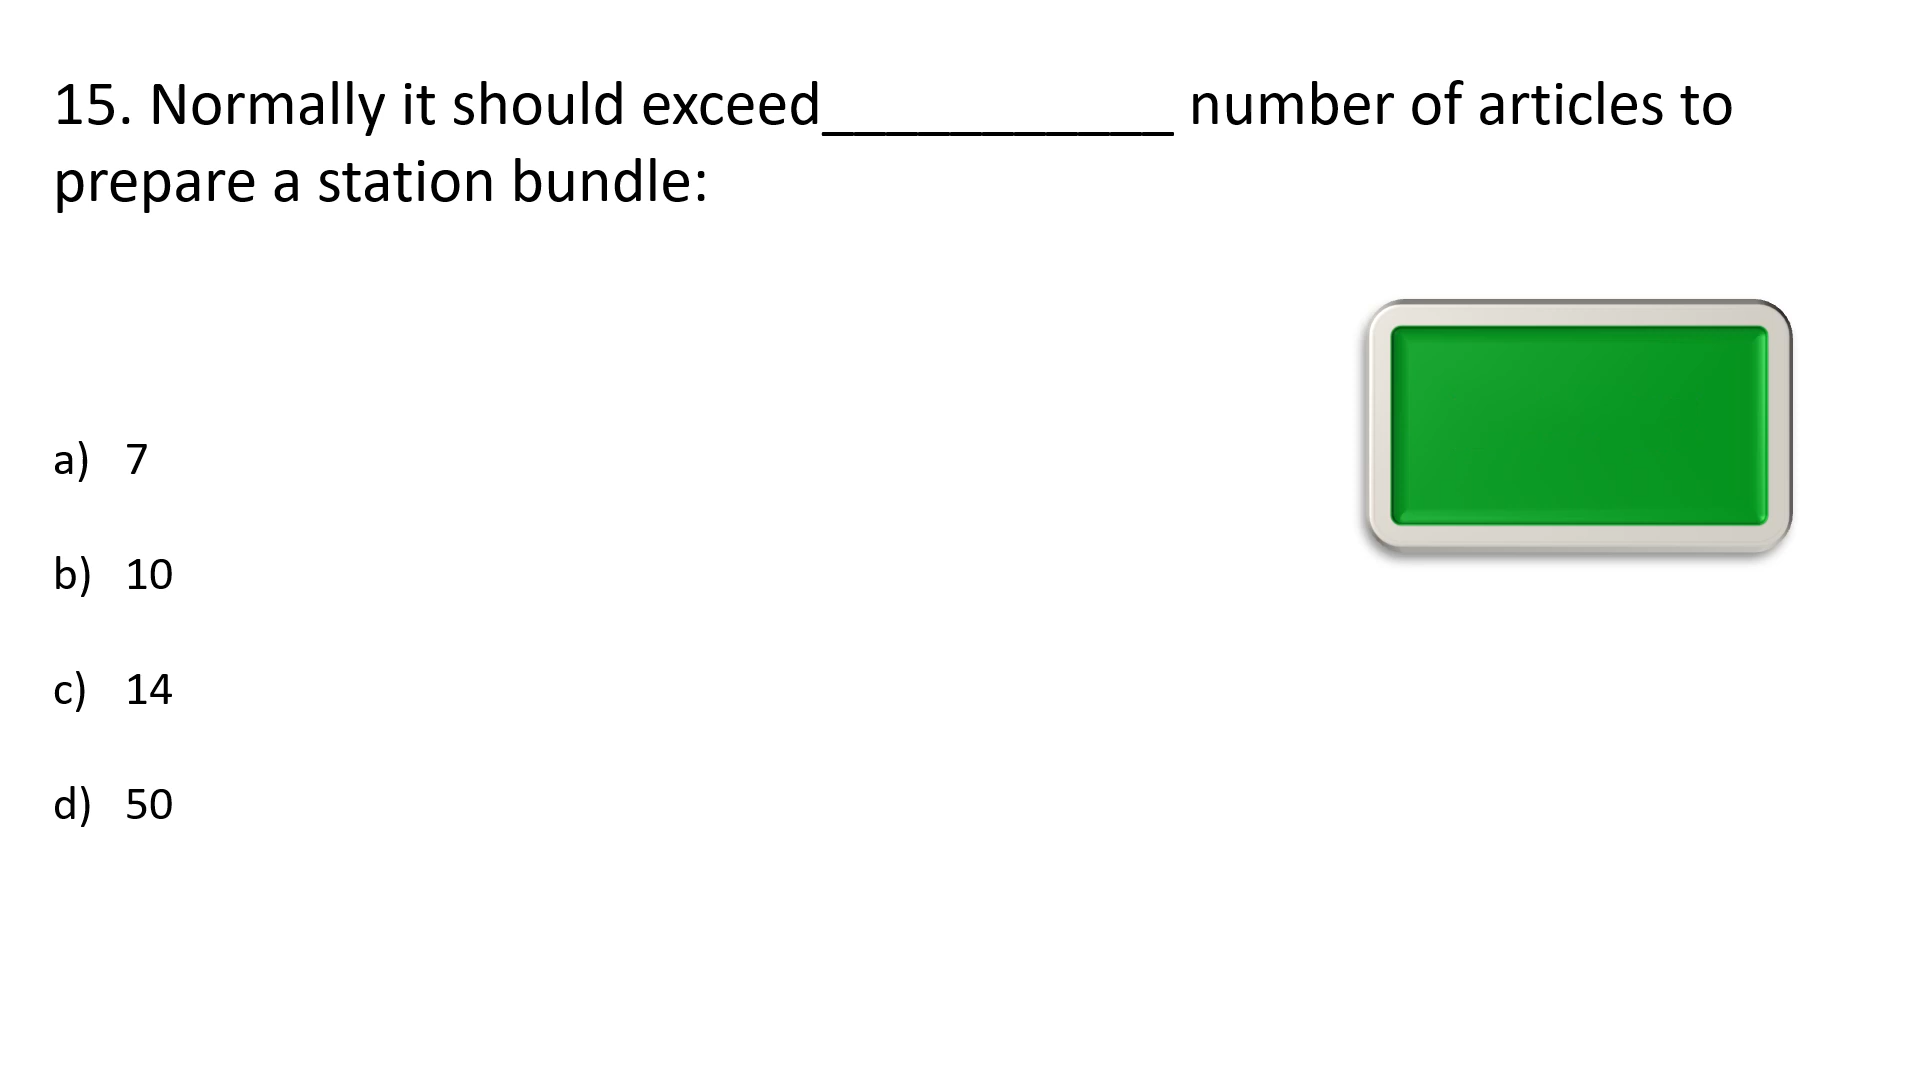 15. Normally it should exceed___________ number of articles to
prepare a station bundle:
a) 7
b) 10
c) 14
d) 50